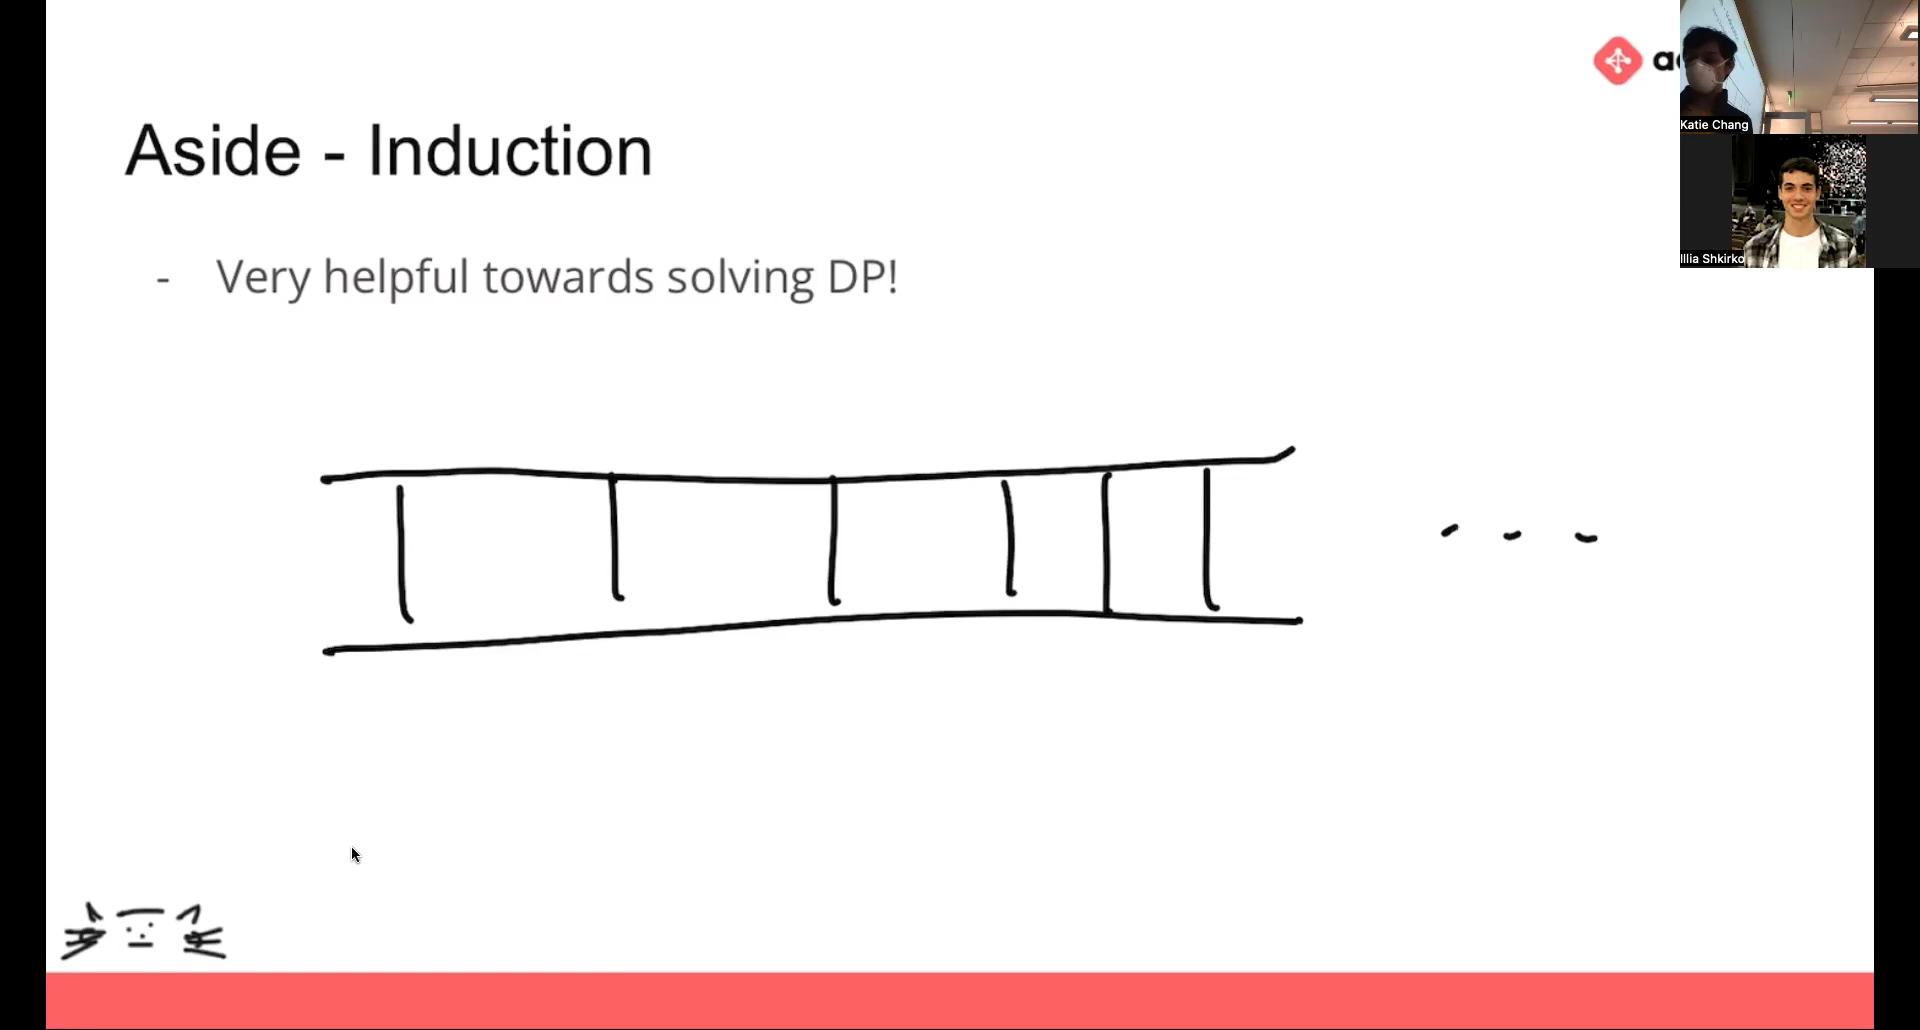 Aside - Induction
- Very helpful towards solving DP!
Katie Chang
Illia Shkirko